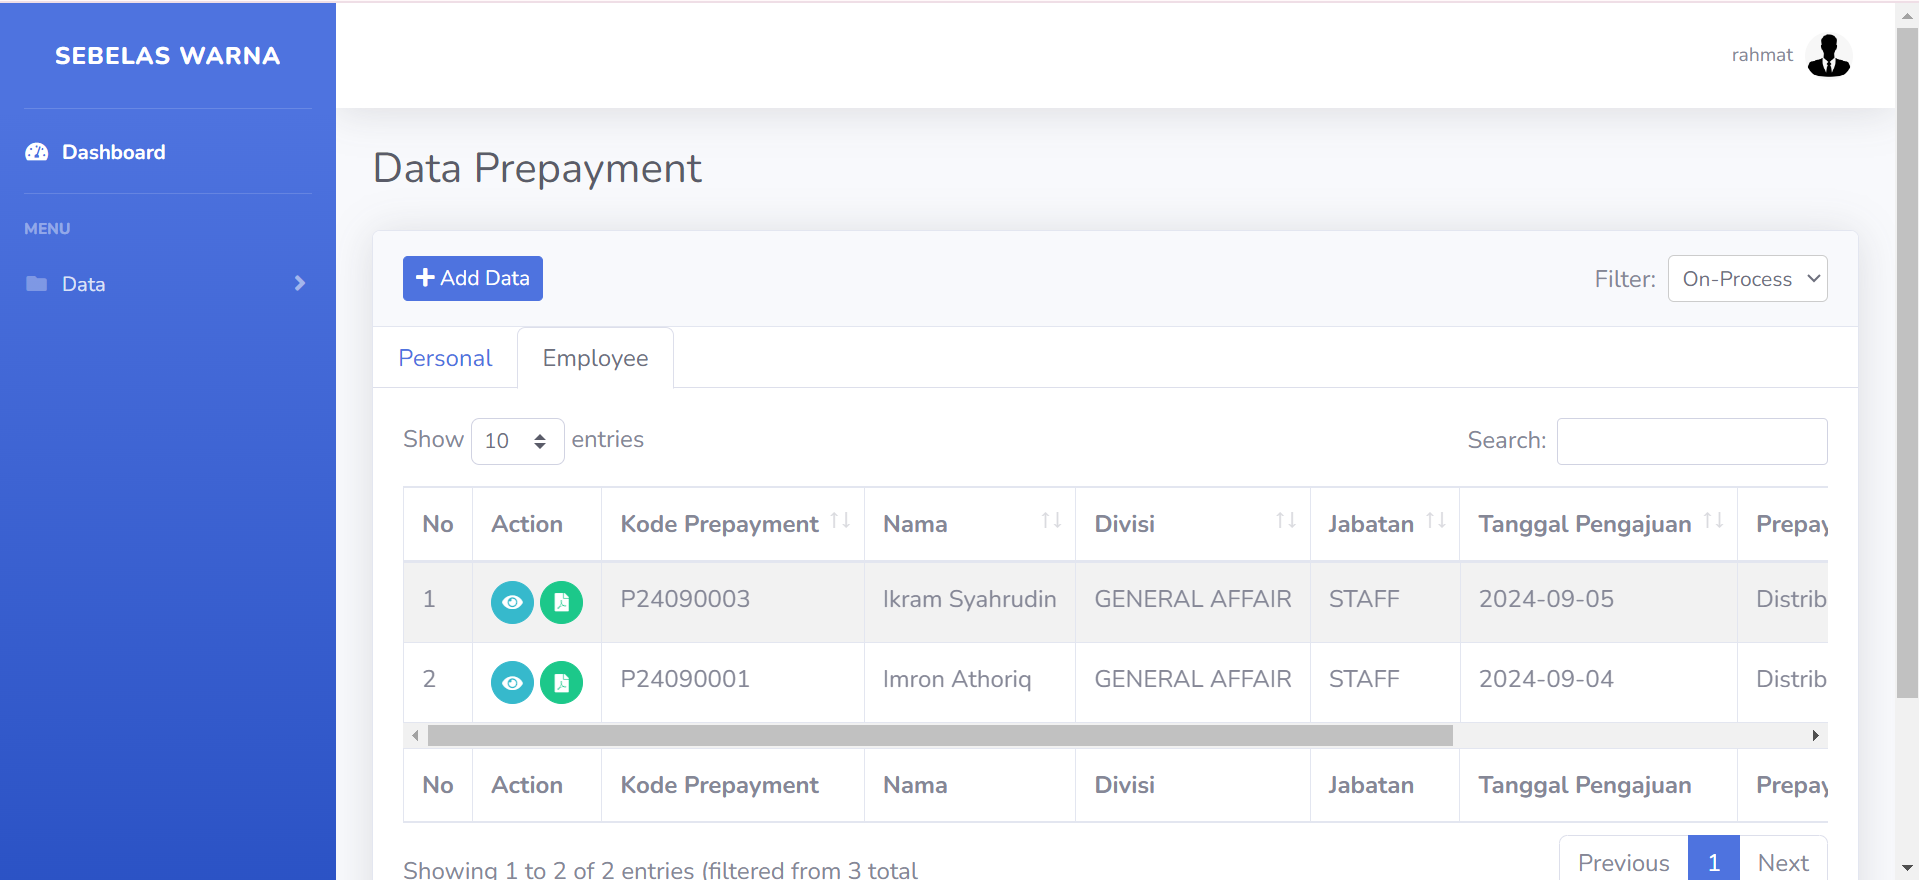 SEBELAS WARNA
rahmat
Dashboard
Data Prepayment
MENU
Data
Add Data
Filter: On-Process
Personal Employee
Show 10 entries Search:
No Action Kode Prepayment Nama Divisi Jabatan Tanggal Pengajuan Prepay
1 P24090003 Ikram Syahrudin GENERAL AFFAIR STAFF 2024-09-05 Distrib
2 P24090001 Imron Athoriq GENERAL AFFAIR STAFF 2024-09-04 Distrib
No Action Kode Prepayment Nama Divisi Jabatan Tanggal Pengajuan Prepay
Showing 1 to 2 of 2 entries (filtered from 3 total
Previous 1 Next